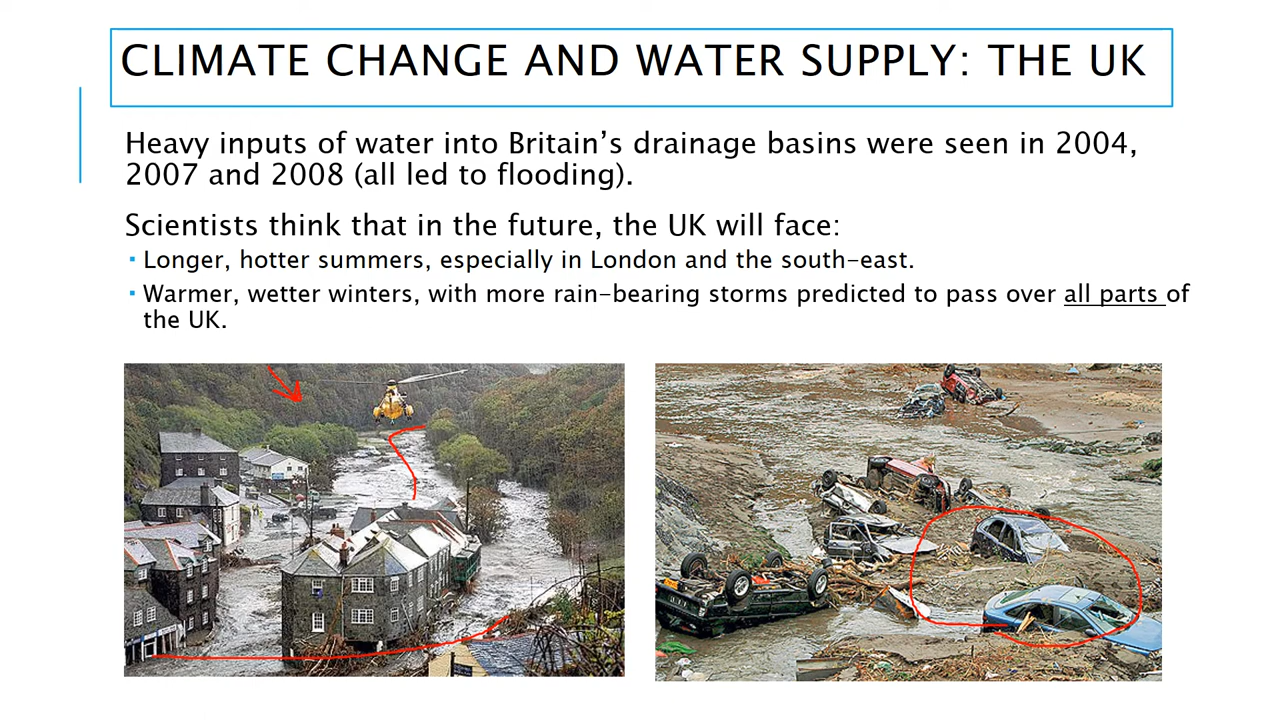 CLIMATE CHANGE AND WATER SUPPLY: THE UK
Heavy inputs of water into Britain’s drainage basins were seen in 2004,
2007 and 2008 (all led to flooding).
Scientists think that in the future, the UK will face:
▪ Longer, hotter summers, especially in London and the south-east.
▪ Warmer, wetter winters, with more rain-bearing storms predicted to pass over all parts of
the UK.